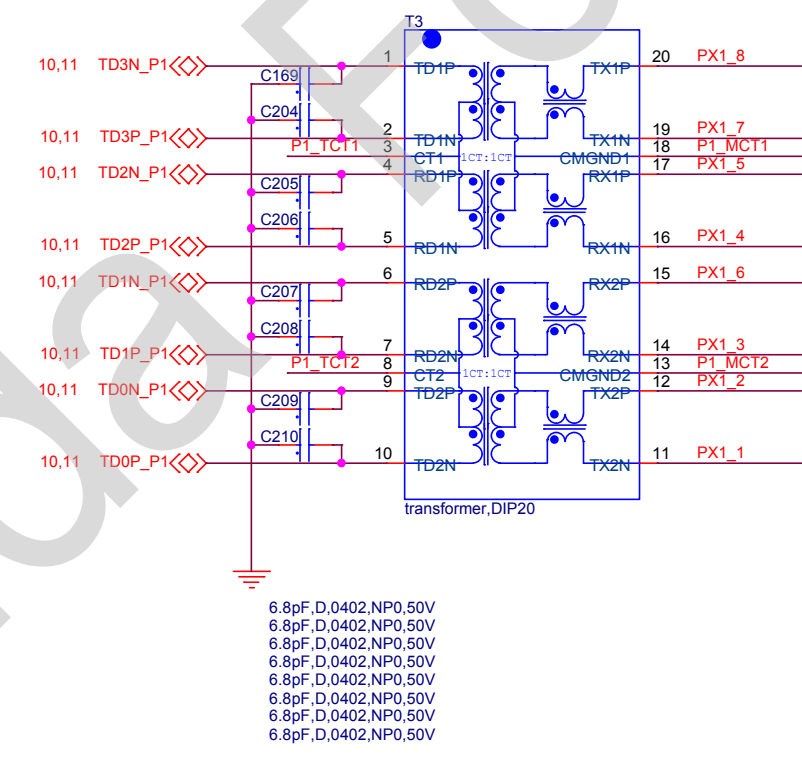 T3
10,11 TD3N_P1 1 TD1P TX1P 20 PX1_8
C169
C204
10,11 TD3P_P1 2 TD1N TX1N 19 PX1_7
P1_TCT1 3 CT1 1CT:1CT CMGND1 18 P1_MCT1
10,11 TD2N_P1 4 RD1P RX1P 17 PX1_5
C205
C206
10,11 TD2P_P1 5 RD1N RX1N 16 PX1_4
10,11 TD1N_P1 6 RD2P RX2P 15 PX1_6
C207
C208
10,11 TD1P_P1 7 RD2N RX2N 14 PX1_3
P1_TCT2 8 CT2 1CT:1CT CMGND2 13 P1_MCT2
10,11 TD0N_P1 9 TD2P TX2P 12 PX1_2
C209
C210
10,11 TD0P_P1 10 TD2N TX2N 11 PX1_1
transformer,DIP20
6.8pF,D,0402,NP0,50V
6.8pF,D,0402,NP0,50V
6.8pF,D,0402,NP0,50V
6.8pF,D,0402,NP0,50V
6.8pF,D,0402,NP0,50V
6.8pF,D,0402,NP0,50V
6.8pF,D,0402,NP0,50V
6.8pF,D,0402,NP0,50V